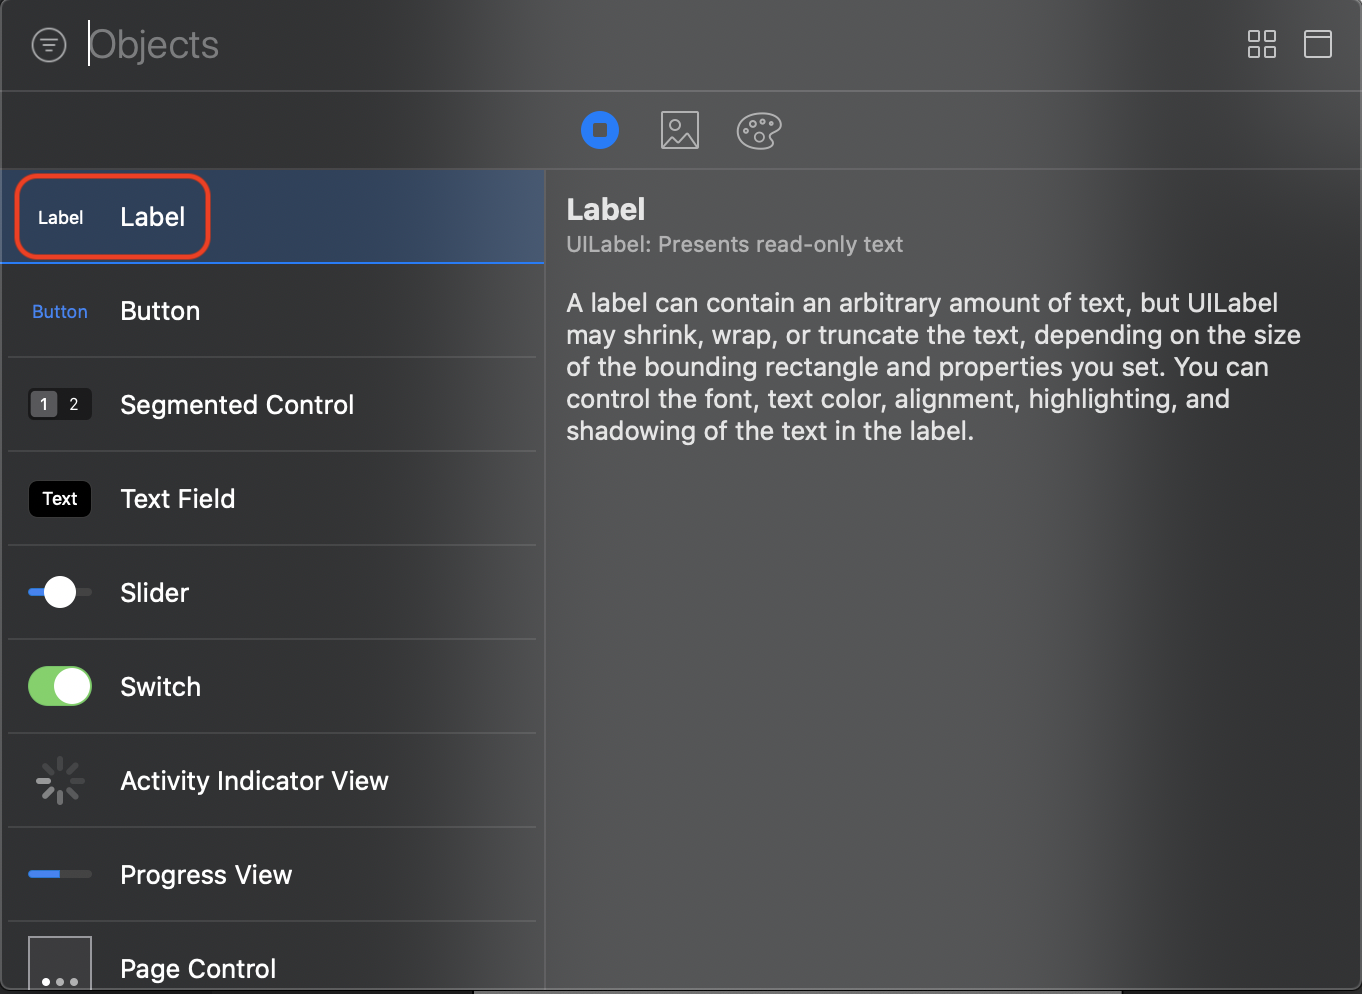 Objects
Label Label
Button Button
1 2 Segmented Control
Text Text Field
Slider
Switch
Activity Indicator View
Progress View
Page Control
Label
UILabel: Presents read-only text
A label can contain an arbitrary amount of text, but UILabel
may shrink, wrap, or truncate the text, depending on the size
of the bounding rectangle and properties you set. You can
control the font, text color, alignment, highlighting, and
shadowing of the text in the label.